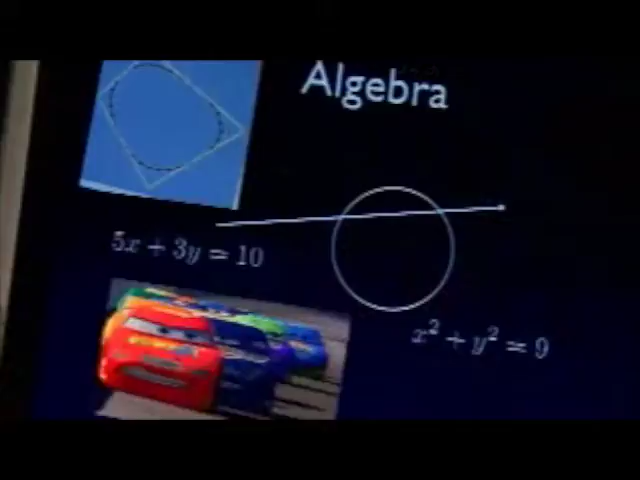 Algebra
5x + 3y = 10
x² + y² = 9